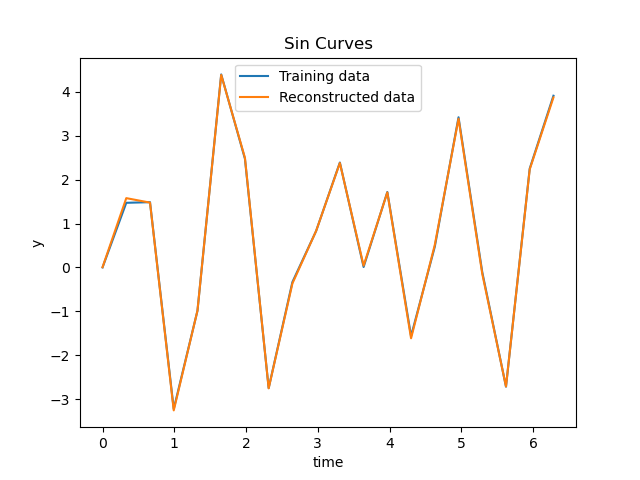 Sin Curves
Training data
Reconstructed data
4
3
2
1
0
−1
−2
−3
y
0 1 2 3 4 5 6
time